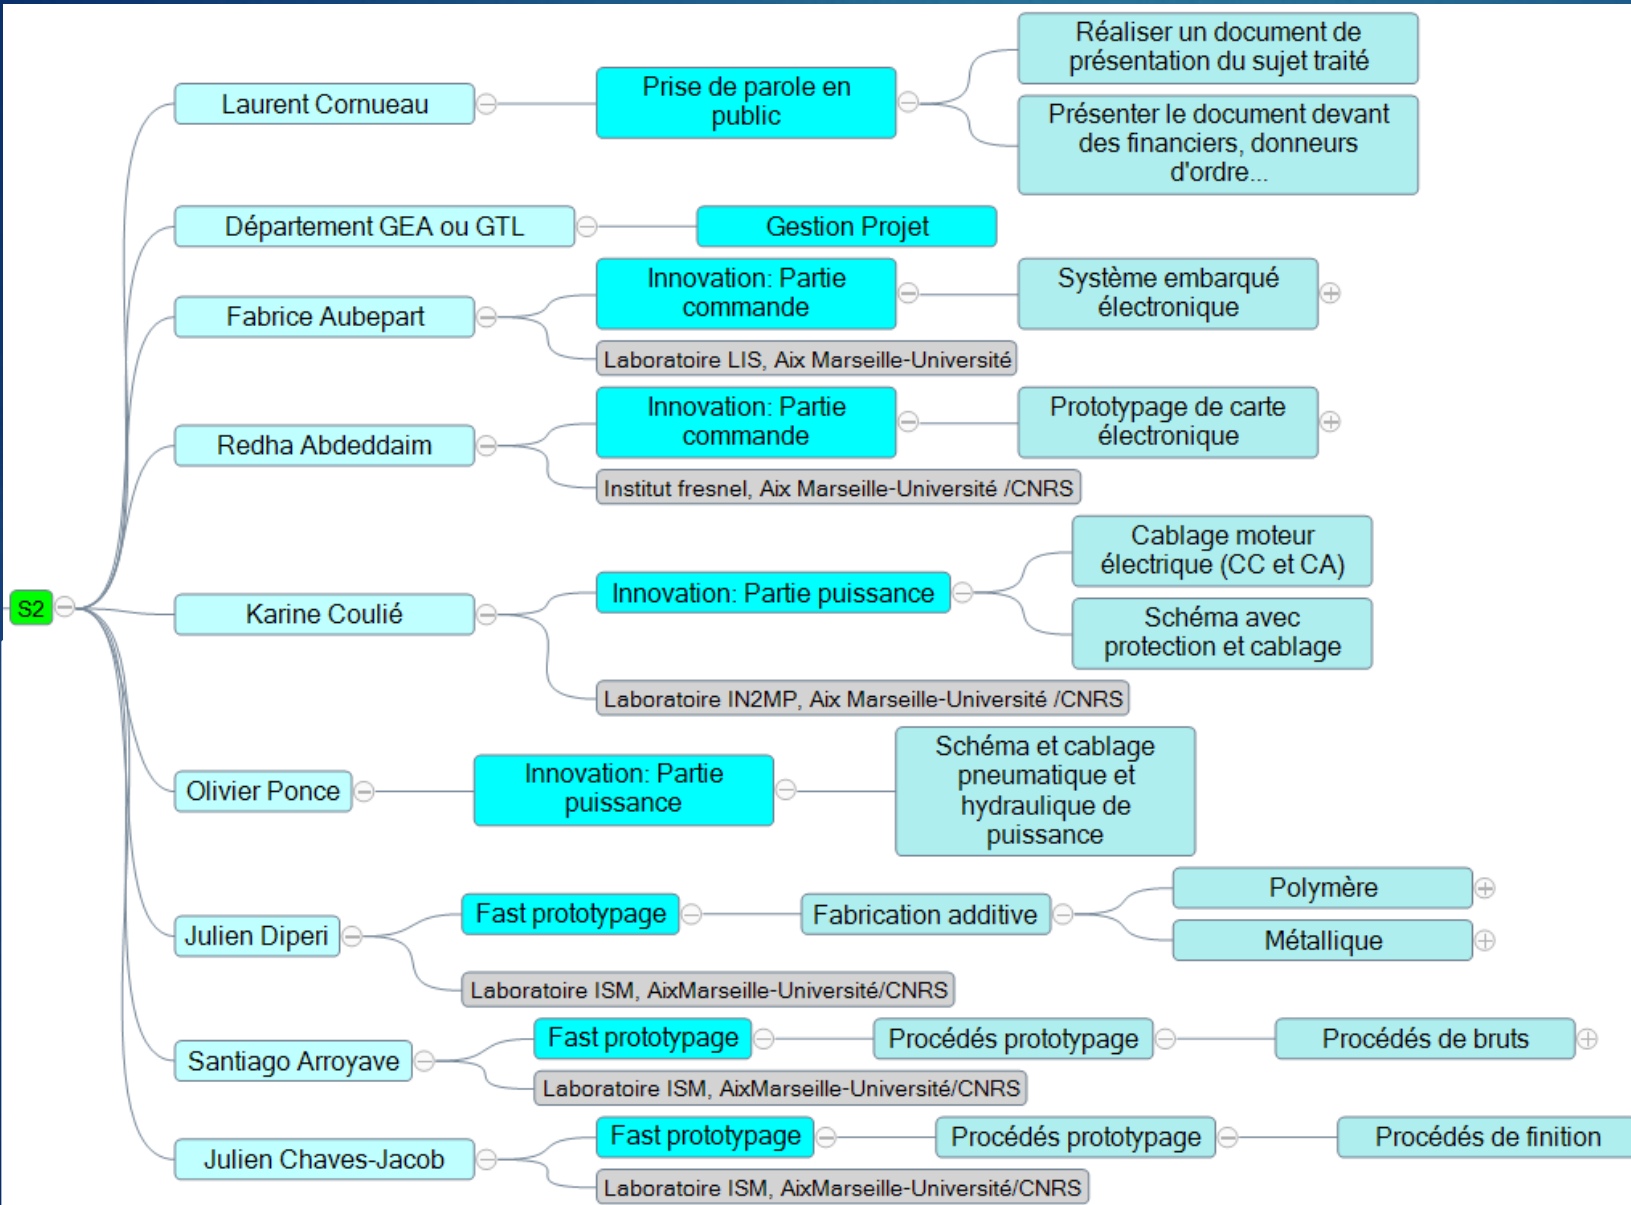 Réaliser un document de
présentation du sujet traité
Laurent Cornueau
Prise de parole en
public
Présenter le document devant
des financiers, donneurs
d'ordre...
Département GEA ou GTL
Gestion Projet
Fabrice Aubepart
Innovation: Partie
commande
Système embarqué
électronique
Laboratoire LIS, Aix Marseille-Université
Redha Abdeddaim
Innovation: Partie
commande
Prototypage de carte
électronique
Institut fresnel, Aix Marseille-Université /CNRS
S2
Karine Coulié
Innovation: Partie puissance
Cablage moteur
électrique (CC et CA)
Schéma avec
protection et cablage
Laboratoire IN2MP, Aix Marseille-Université /CNRS
Olivier Ponce
Innovation: Partie
puissance
Schéma et cablage
pneumatique et
hydraulique de
puissance
Julien Diperi
Fast prototypage
Fabrication additive
Polymère
Métallique
Laboratoire ISM, AixMarseille-Université/CNRS
Santiago Arroyave
Fast prototypage
Procédés prototypage
Procédés de bruts
Laboratoire ISM, AixMarseille-Université/CNRS
Julien Chaves-Jacob
Fast prototypage
Procédés prototypage
Procédés de finition
Laboratoire ISM, AixMarseille-Université/CNRS